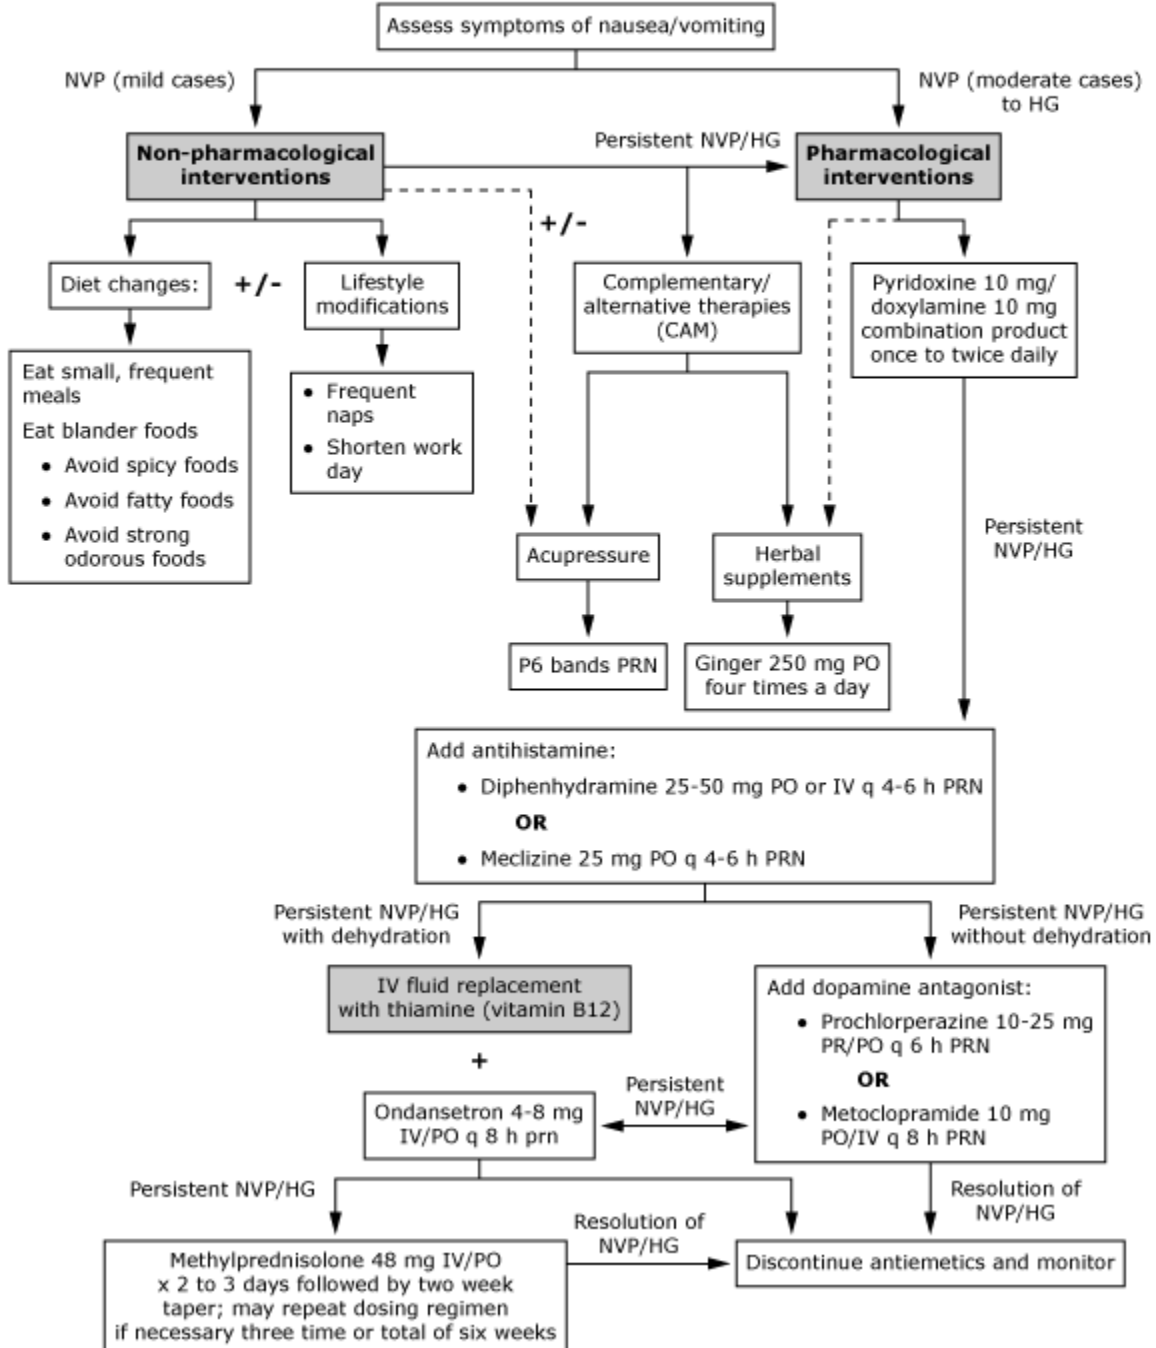 Assess symptoms of nausea/vomiting
NVP (mild cases)
NVP (moderate cases)
to HG
Non-pharmacological
interventions
Persistent NVP/HG
Pharmacological
interventions
+/-
Diet changes:
+/-
Lifestyle
modifications
Complementary/
alternative therapies
(CAM)
Pyridoxine 10 mg/
doxylamine 10 mg
combination product
once to twice daily
Eat small, frequent
meals
Eat blander foods
• Avoid spicy foods
• Avoid fatty foods
• Avoid strong
odorous foods
• Frequent
naps
• Shorten work
day
Persistent
NVP/HG
Acupressure
Herbal
supplements
P6 bands PRN
Ginger 250 mg PO
four times a day
Add antihistamine:
• Diphenhydramine 25-50 mg PO or IV q 4-6 h PRN
OR
• Meclizine 25 mg PO q 4-6 h PRN
Persistent NVP/HG
with dehydration
Persistent NVP/HG
without dehydration
IV fluid replacement
with thiamine (vitamin B12)
+
Ondansetron 4-8 mg
IV/PO q 8 h prn
Persistent
NVP/HG
Add dopamine antagonist:
• Prochlorperazine 10-25 mg
PR/PO q 6 h PRN
OR
• Metoclopramide 10 mg
PO/IV q 8 h PRN
Persistent NVP/HG
Resolution of
NVP/HG
Resolution of
NVP/HG
Methylprednisolone 48 mg IV/PO
x 2 to 3 days followed by two week
taper; may repeat dosing regimen
if necessary three time or total of six weeks
Discontinue antiemetics and monitor